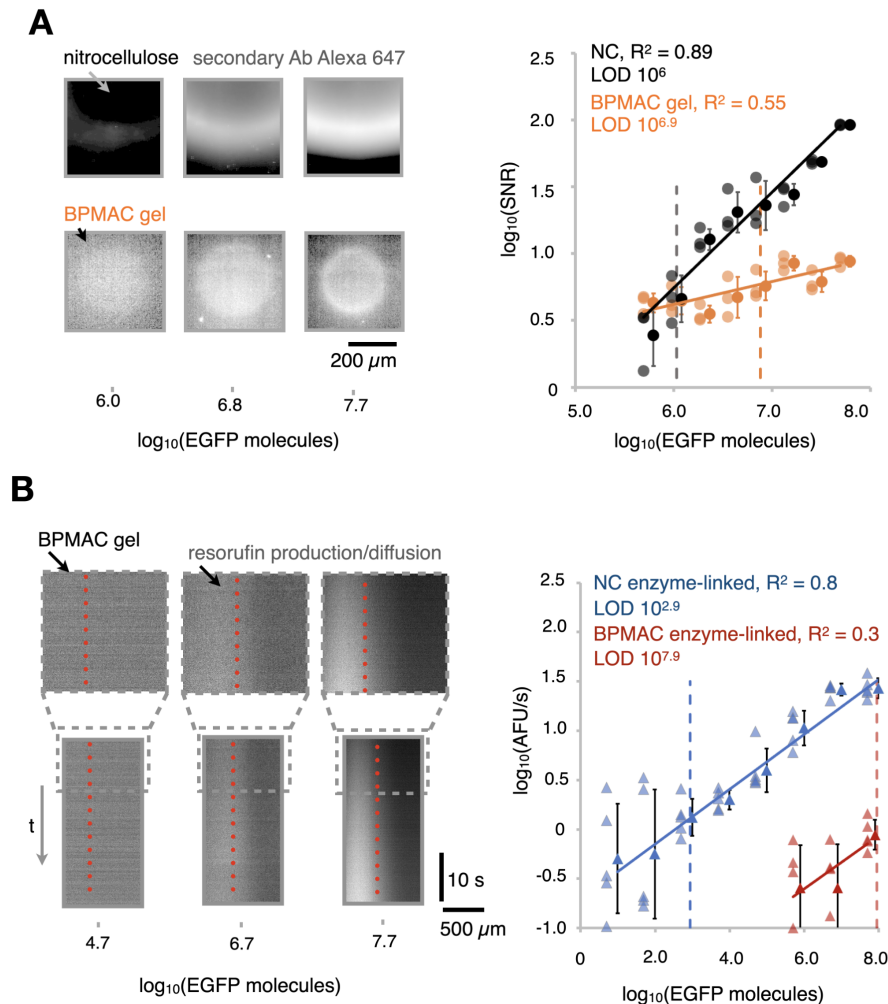 A
nitrocellulose
secondary Ab Alexa 647
BPMAC gel
200 µm
6.0
6.8
7.7
log₁₀(EGFP molecules)
NC, R² = 0.89
LOD 10⁶
BPMAC gel, R² = 0.55
LOD 10⁶·⁹
log₁₀(SNR)
2.5
2.0
1.5
1.0
0.5
0
5.0
6.0
7.0
8.0
log₁₀(EGFP molecules)
B
BPMAC gel
resorufin production/diffusion
t
10 s
500 µm
4.7
6.7
7.7
log₁₀(EGFP molecules)
NC enzyme-linked, R² = 0.8
LOD 10²·⁹
BPMAC enzyme-linked, R² = 0.3
LOD 10⁷·⁹
log₁₀(AFU/s)
2.5
2.0
1.5
1.0
0.5
0
-0.5
-1.0
0
2.0
4.0
6.0
8.0
log₁₀(EGFP molecules)